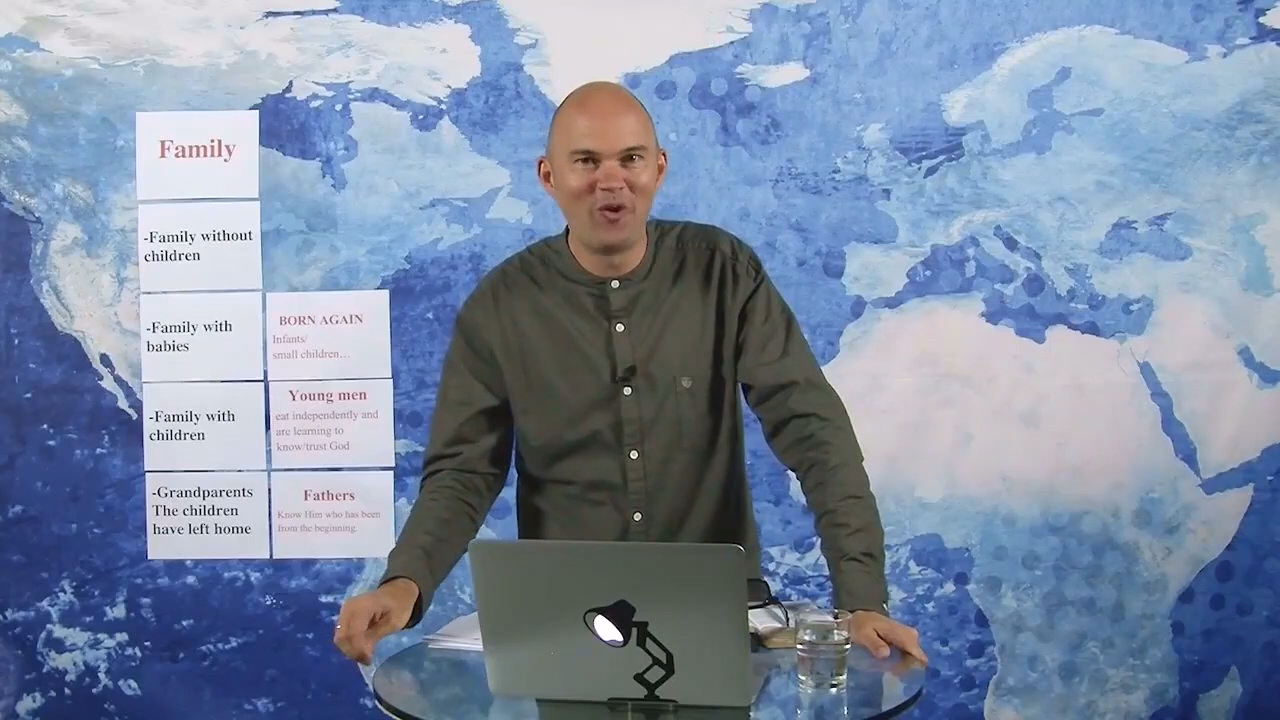 Family
-Family without
children
-Family with
babies
BORN AGAIN
Infants/
small children…
-Family with
children
Young men
eat independently and
are learning to
know/trust God
-Grandparents
The children
have left home
Fathers
Know Him who has been
from the beginning.